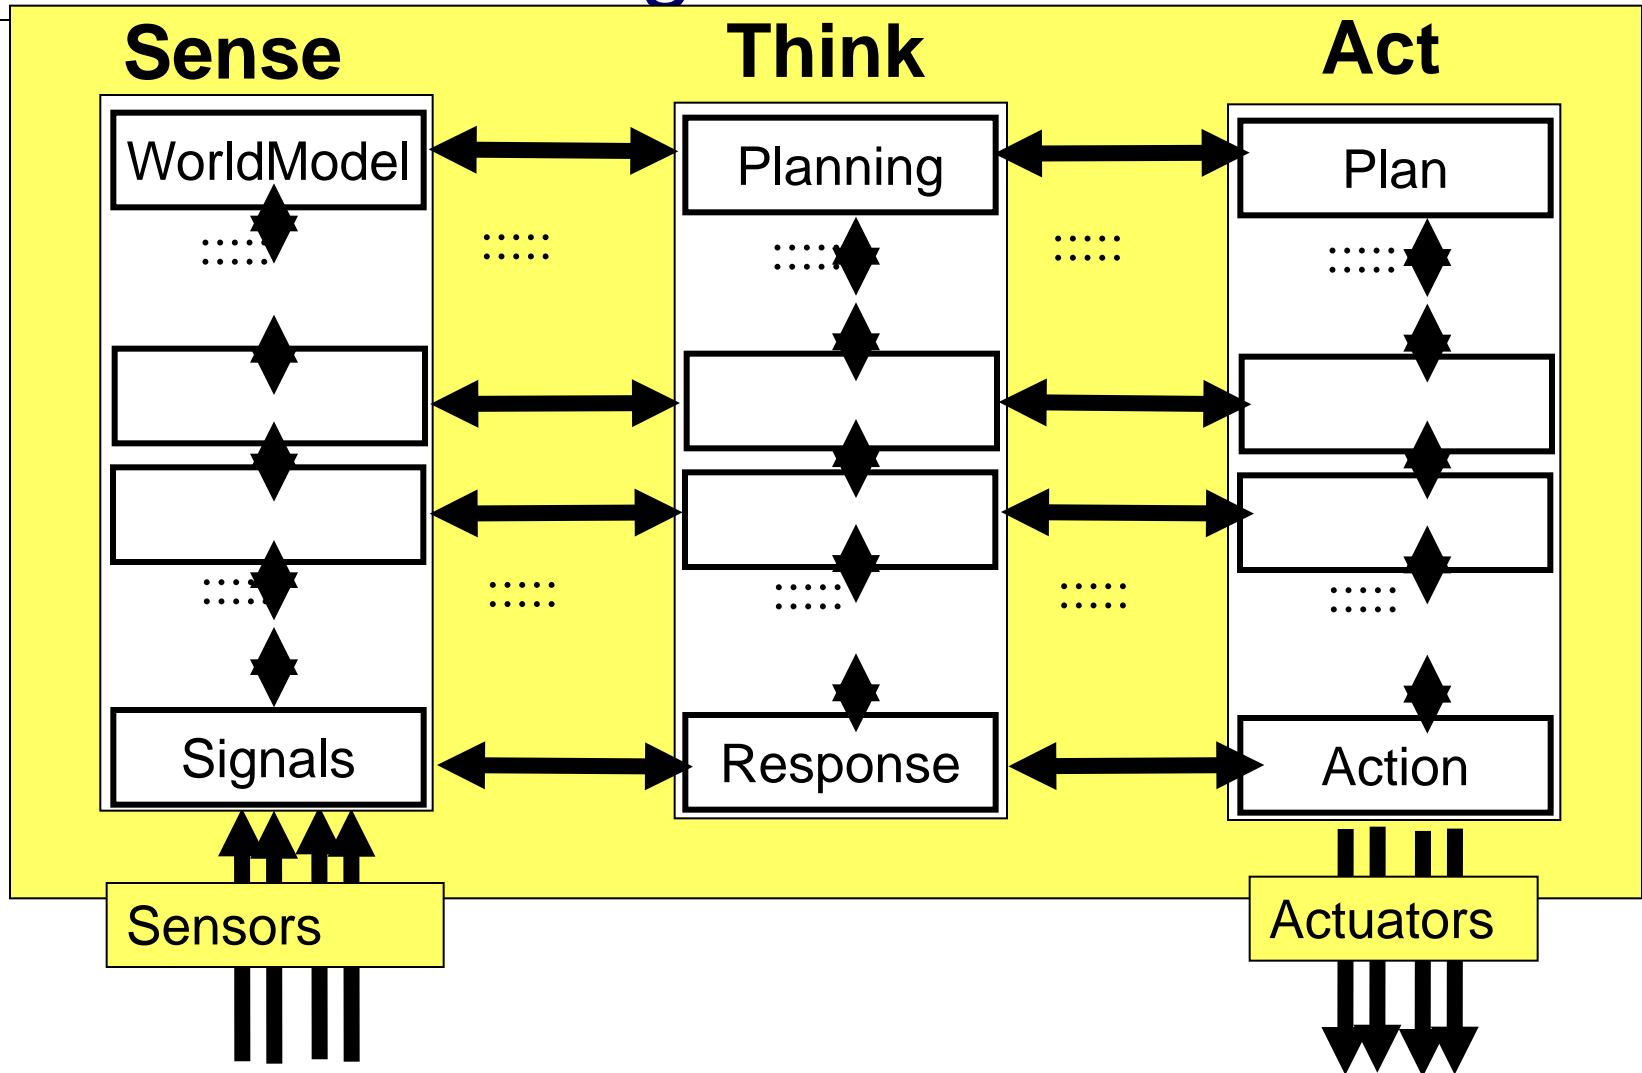 Sense
Think
Act
WorldModel
Planning
Plan
Signals
Response
Action
Sensors
Actuators